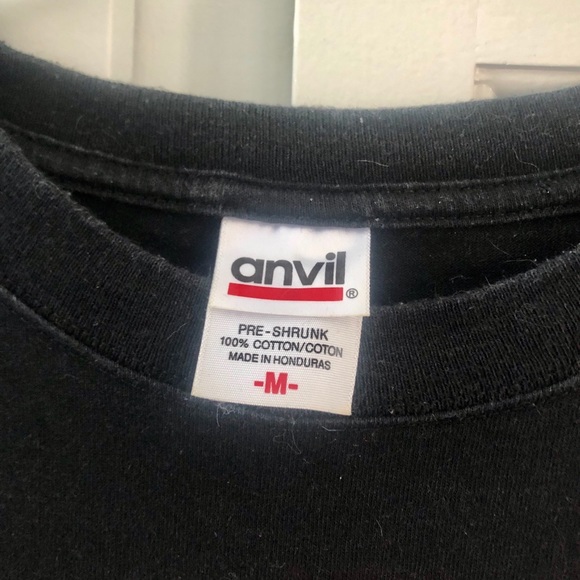 anvil®
PRE-SHRUNK
100% COTTON/COTON
MADE IN HONDURAS
-M-